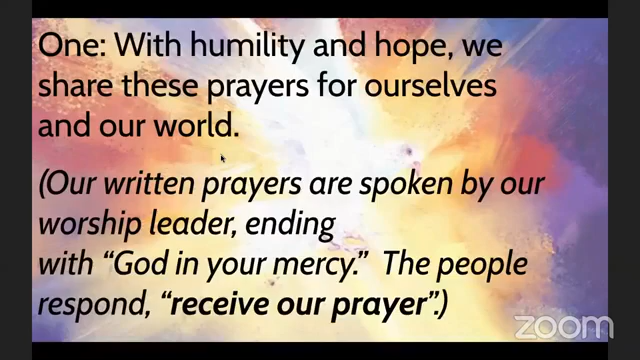 One: With humility and hope, we
share these prayers for ourselves
and our world.
(Our written prayers are spoken by our
worship leader, ending
with “God in your mercy.”  The people
respond, “receive our prayer”.)
zoom